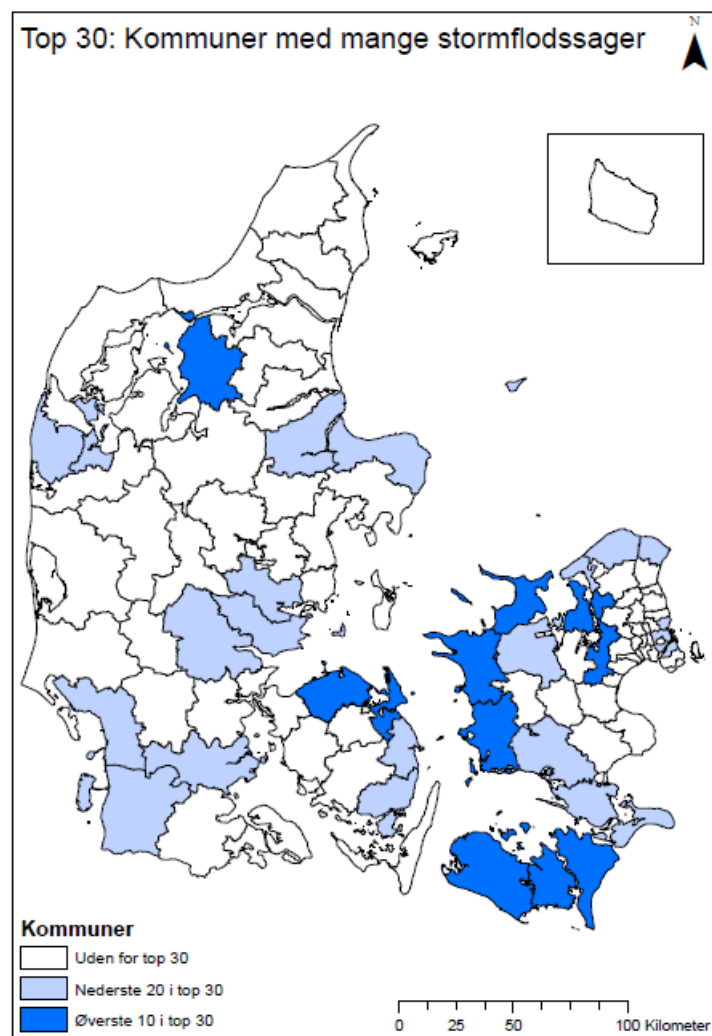 Top 30: Kommuner med mange stormflodssager
N
Kommuner
Uden for top 30
Nederste 20 i top 30
Øverste 10 i top 30
0 25 50 100 Kilometer